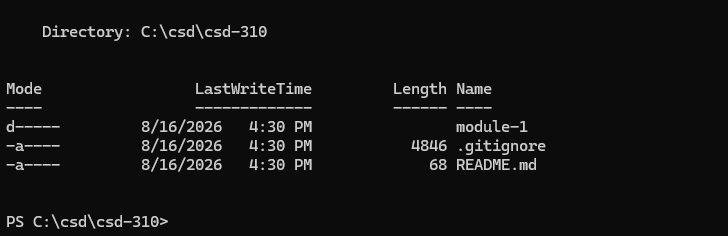 Directory: C:\csd\csd-310
Mode LastWriteTime Length Name
---- ------------- ------ ----
d----- 8/16/2026 4:30 PM module-1
-a---- 8/16/2026 4:30 PM 4846 .gitignore
-a---- 8/16/2026 4:30 PM 68 README.md
PS C:\csd\csd-310>